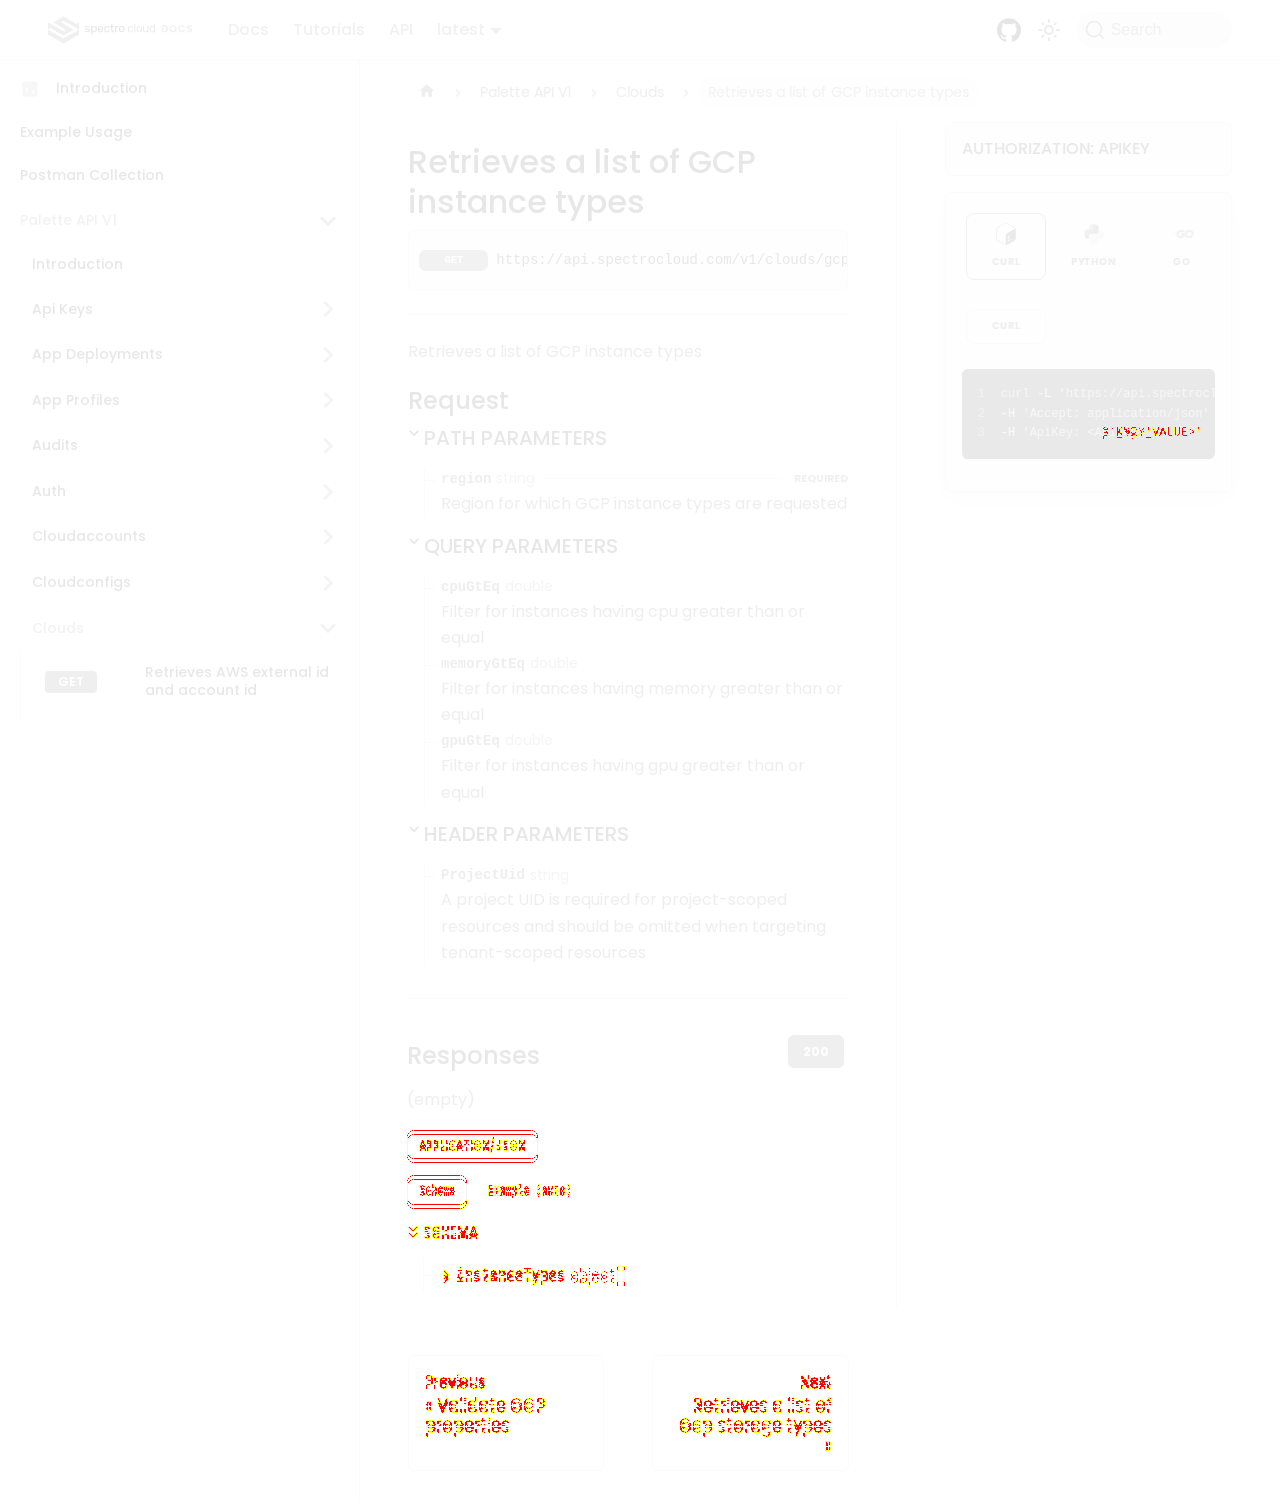 spectro cloud DOCS
Docs
Tutorials
API
latest
Search
Introduction
Example Usage
Postman Collection
Palette API V1
Introduction
Api Keys
App Deployments
App Profiles
Audits
Auth
Cloudaccounts
Cloudconfigs
Clouds
GET
Retrieves AWS external id
and account id
Palette API V1
Clouds
Retrieves a list of GCP instance types
Retrieves a list of GCP
instance types
GET
https://api.spectrocloud.com/v1/clouds/gcp
Retrieves a list of GCP instance types
Request
PATH PARAMETERS
region string
REQUIRED
Region for which GCP instance types are requested
QUERY PARAMETERS
cpuGtEq double
Filter for instances having cpu greater than or
equal
memoryGtEq double
Filter for instances having memory greater than or
equal
gpuGtEq double
Filter for instances having gpu greater than or
equal
HEADER PARAMETERS
ProjectUid string
A project UID is required for project-scoped
resources and should be omitted when targeting
tenant-scoped resources
Responses
200
(empty)
APPLICATION/JSON
Schema
Example (auto)
SCHEMA
instanceTypes object[]
Previous
« Validate GCP
properties
Next
Retrieves a list of
Gcp storage types
»
AUTHORIZATION: APIKEY
CURL
PYTHON
GO
GO
CURL
1 curl -L 'https://api.spectrocl
2 -H 'Accept: application/json'
3 -H 'ApiKey: VALUE>'